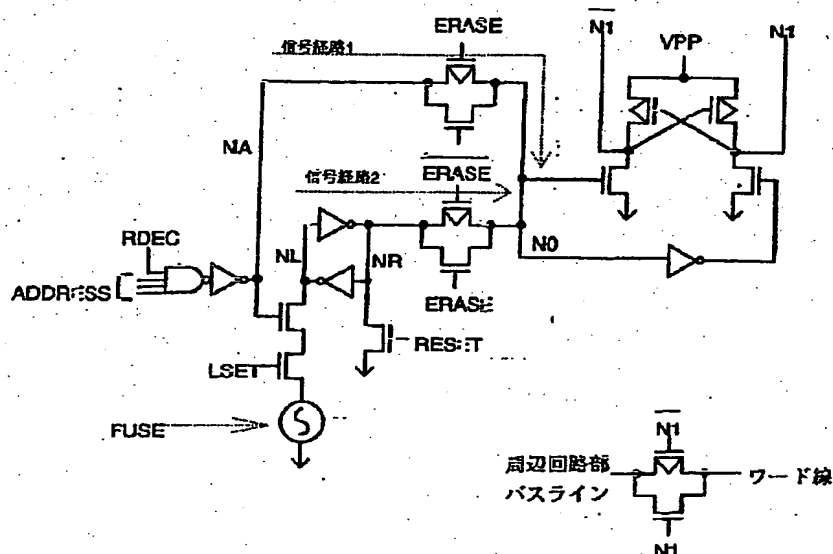 ERASE
信号経路1
N1
VPP
N1
NA
信号経路2
ERASE
RDEC
NL
NR
N0
ADDRESS
ERASE
RESET
LSET
FUSE
N1
周辺回路部
バスライン
ワード線
N1